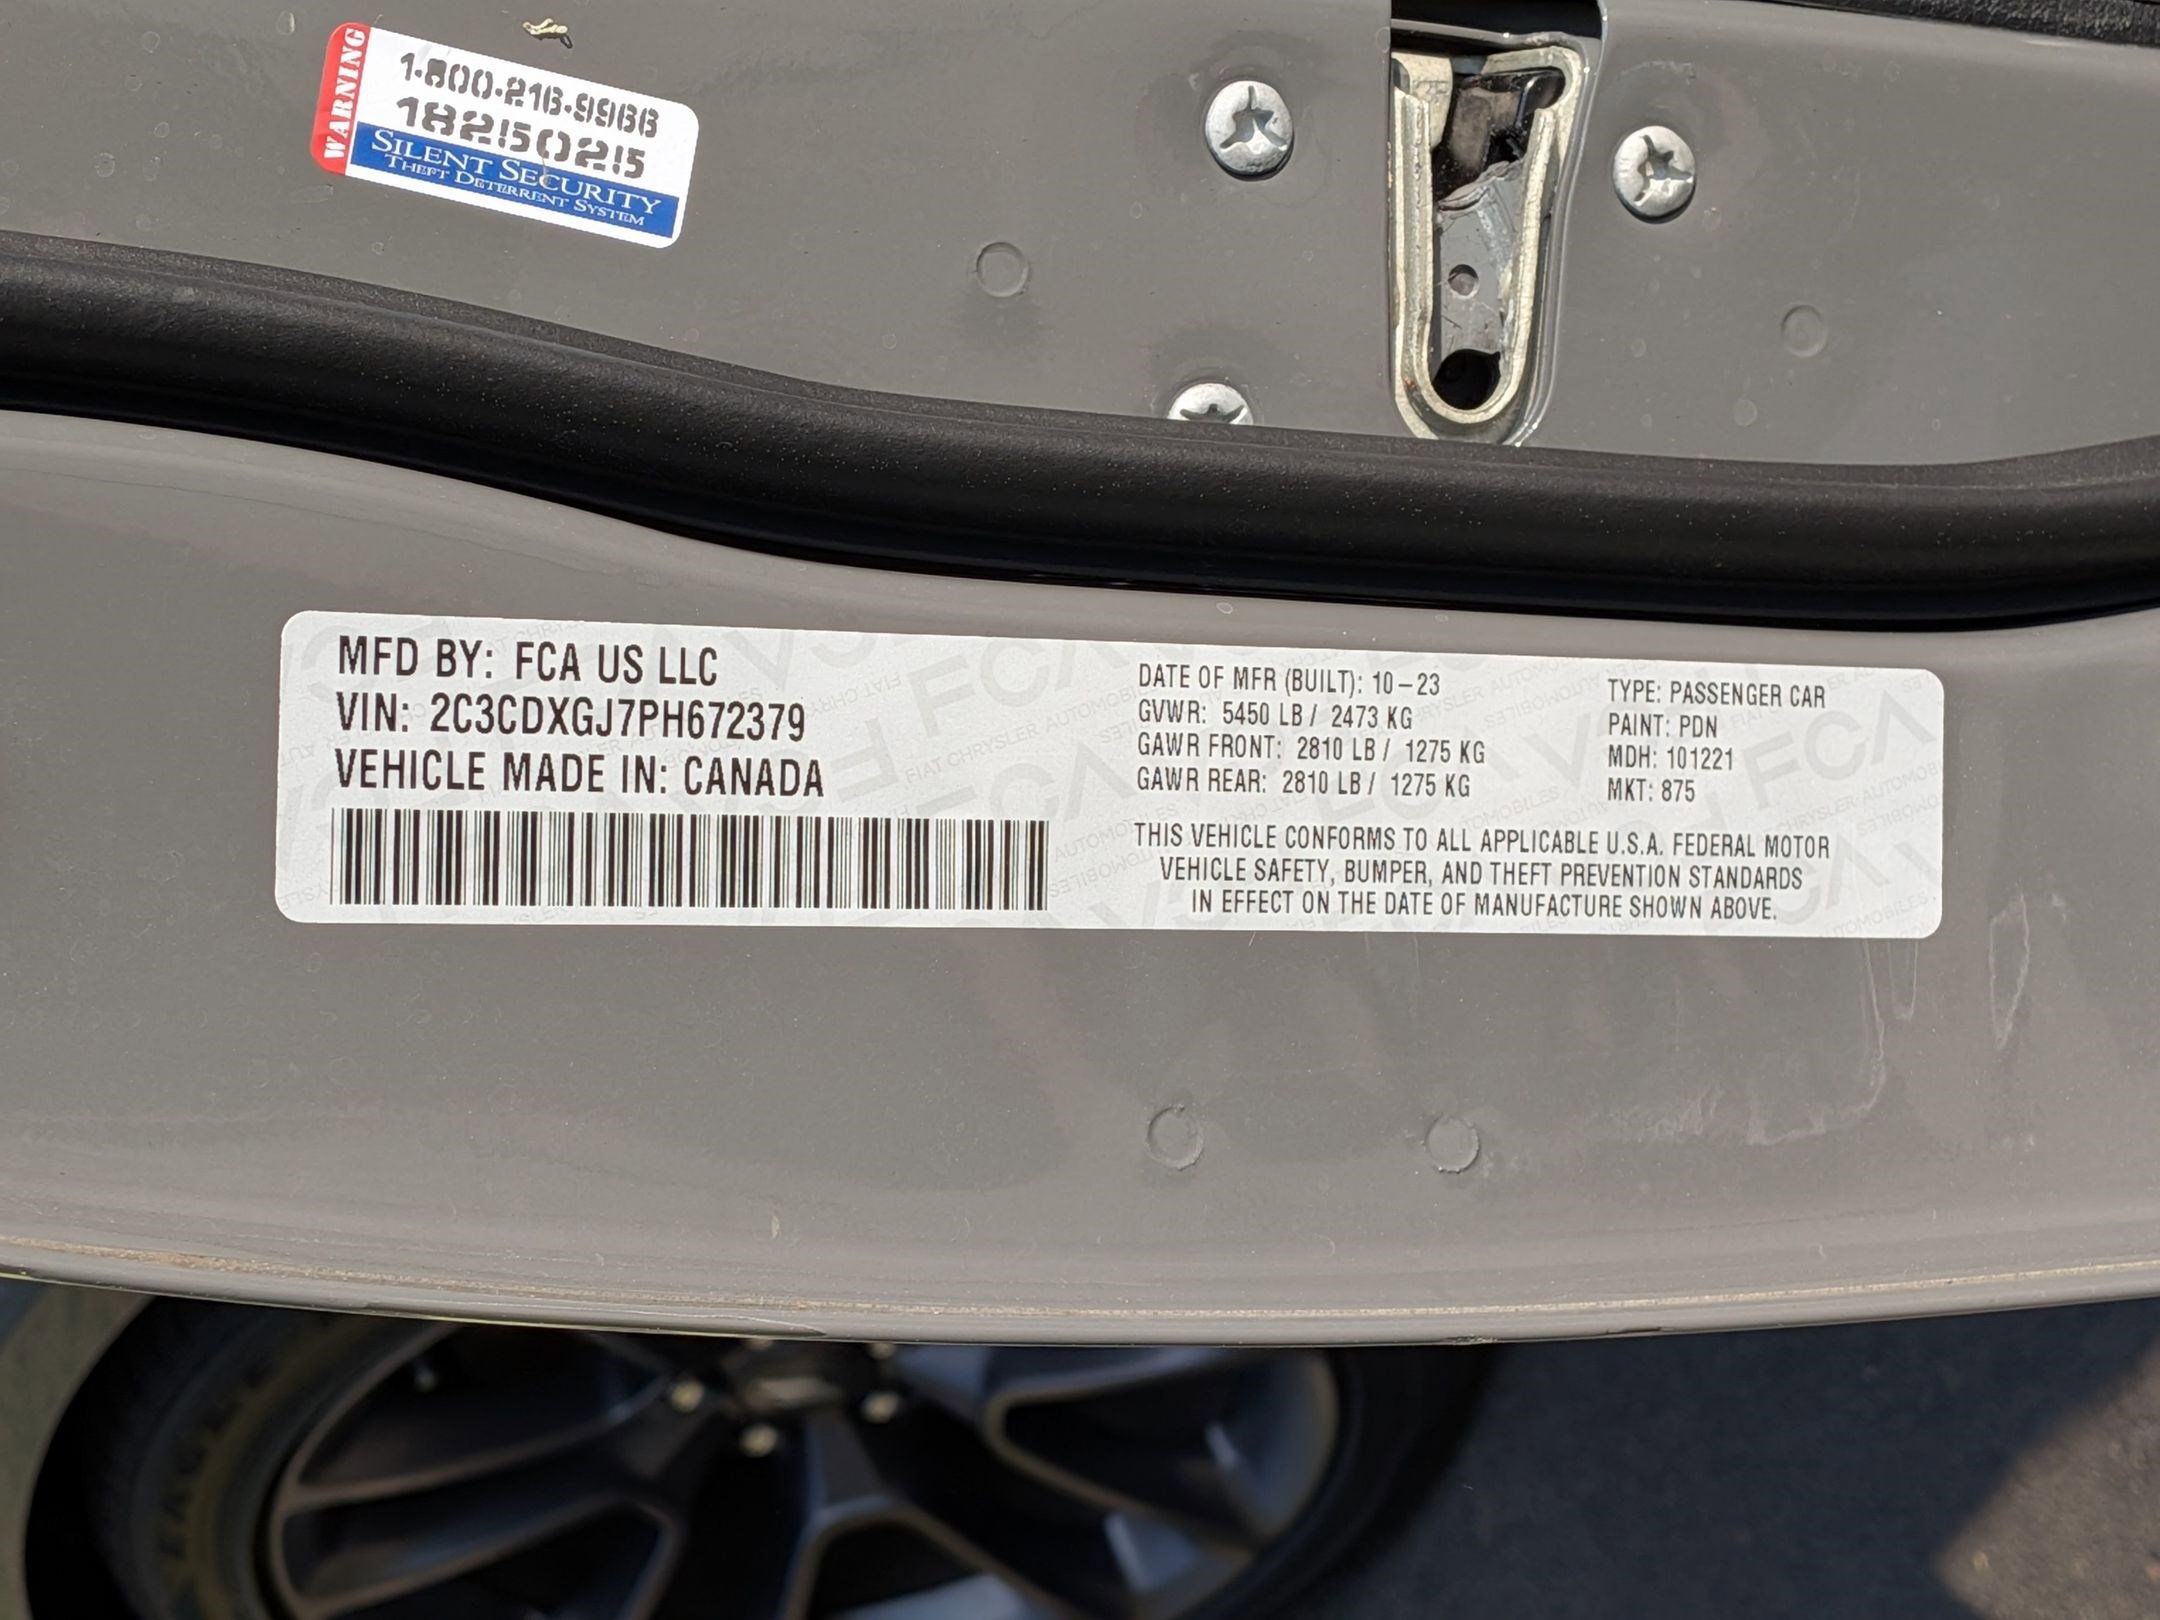 WARNING
1-800-216-9966
1825025
SILENT SECURITY
THEFT DETERRENT SYSTEM
MFD BY: FCA US LLC
VIN: 2C3CDXGJ7PH672379
VEHICLE MADE IN: CANADA
DATE OF MFR (BUILT): 10-23
GVWR: 5450 LB / 2473 KG
GAWR FRONT: 2810 LB / 1275 KG
GAWR REAR: 2810 LB / 1275 KG
TYPE: PASSENGER CAR
PAINT: PDN
MDH: 101221
MKT: 875
THIS VEHICLE CONFORMS TO ALL APPLICABLE U.S.A. FEDERAL MOTOR
VEHICLE SAFETY, BUMPER, AND THEFT PREVENTION STANDARDS
IN EFFECT ON THE DATE OF MANUFACTURE SHOWN ABOVE.